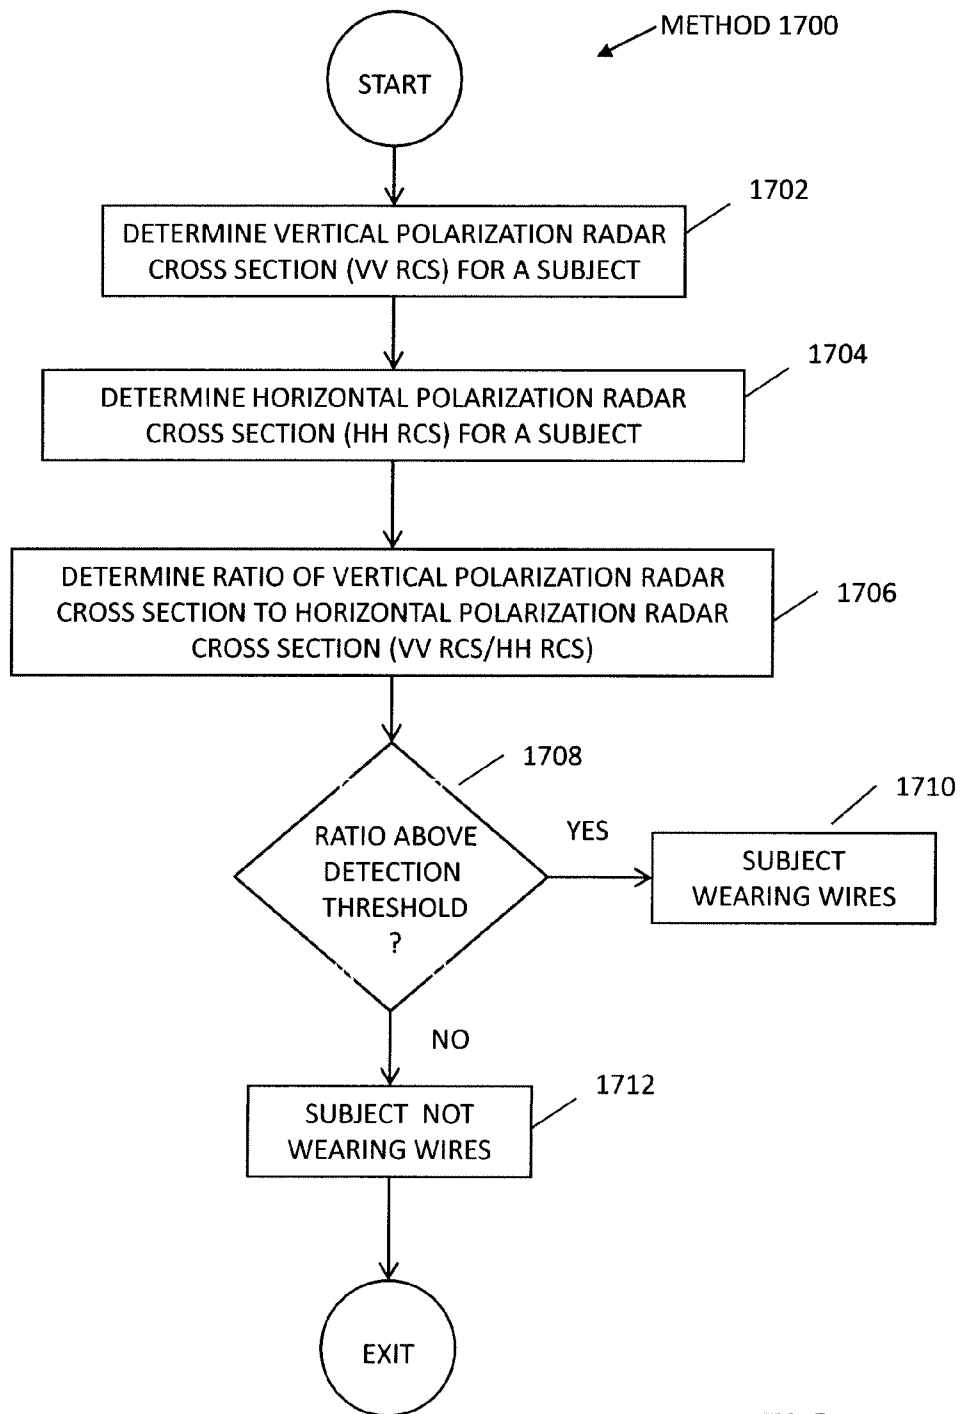 METHOD 1700
START
1702
DETERMINE VERTICAL POLARIZATION RADAR
CROSS SECTION (VV RCS) FOR A SUBJECT
1704
DETERMINE HORIZONTAL POLARIZATION RADAR
CROSS SECTION (HH RCS) FOR A SUBJECT
DETERMINE RATIO OF VERTICAL POLARIZATION RADAR
CROSS SECTION TO HORIZONTAL POLARIZATION RADAR
CROSS SECTION (VV RCS/HH RCS)
1706
1708
RATIO ABOVE
DETECTION
THRESHOLD
?
YES
1710
SUBJECT
WEARING WIRES
NO
1712
SUBJECT NOT
WEARING WIRES
EXIT